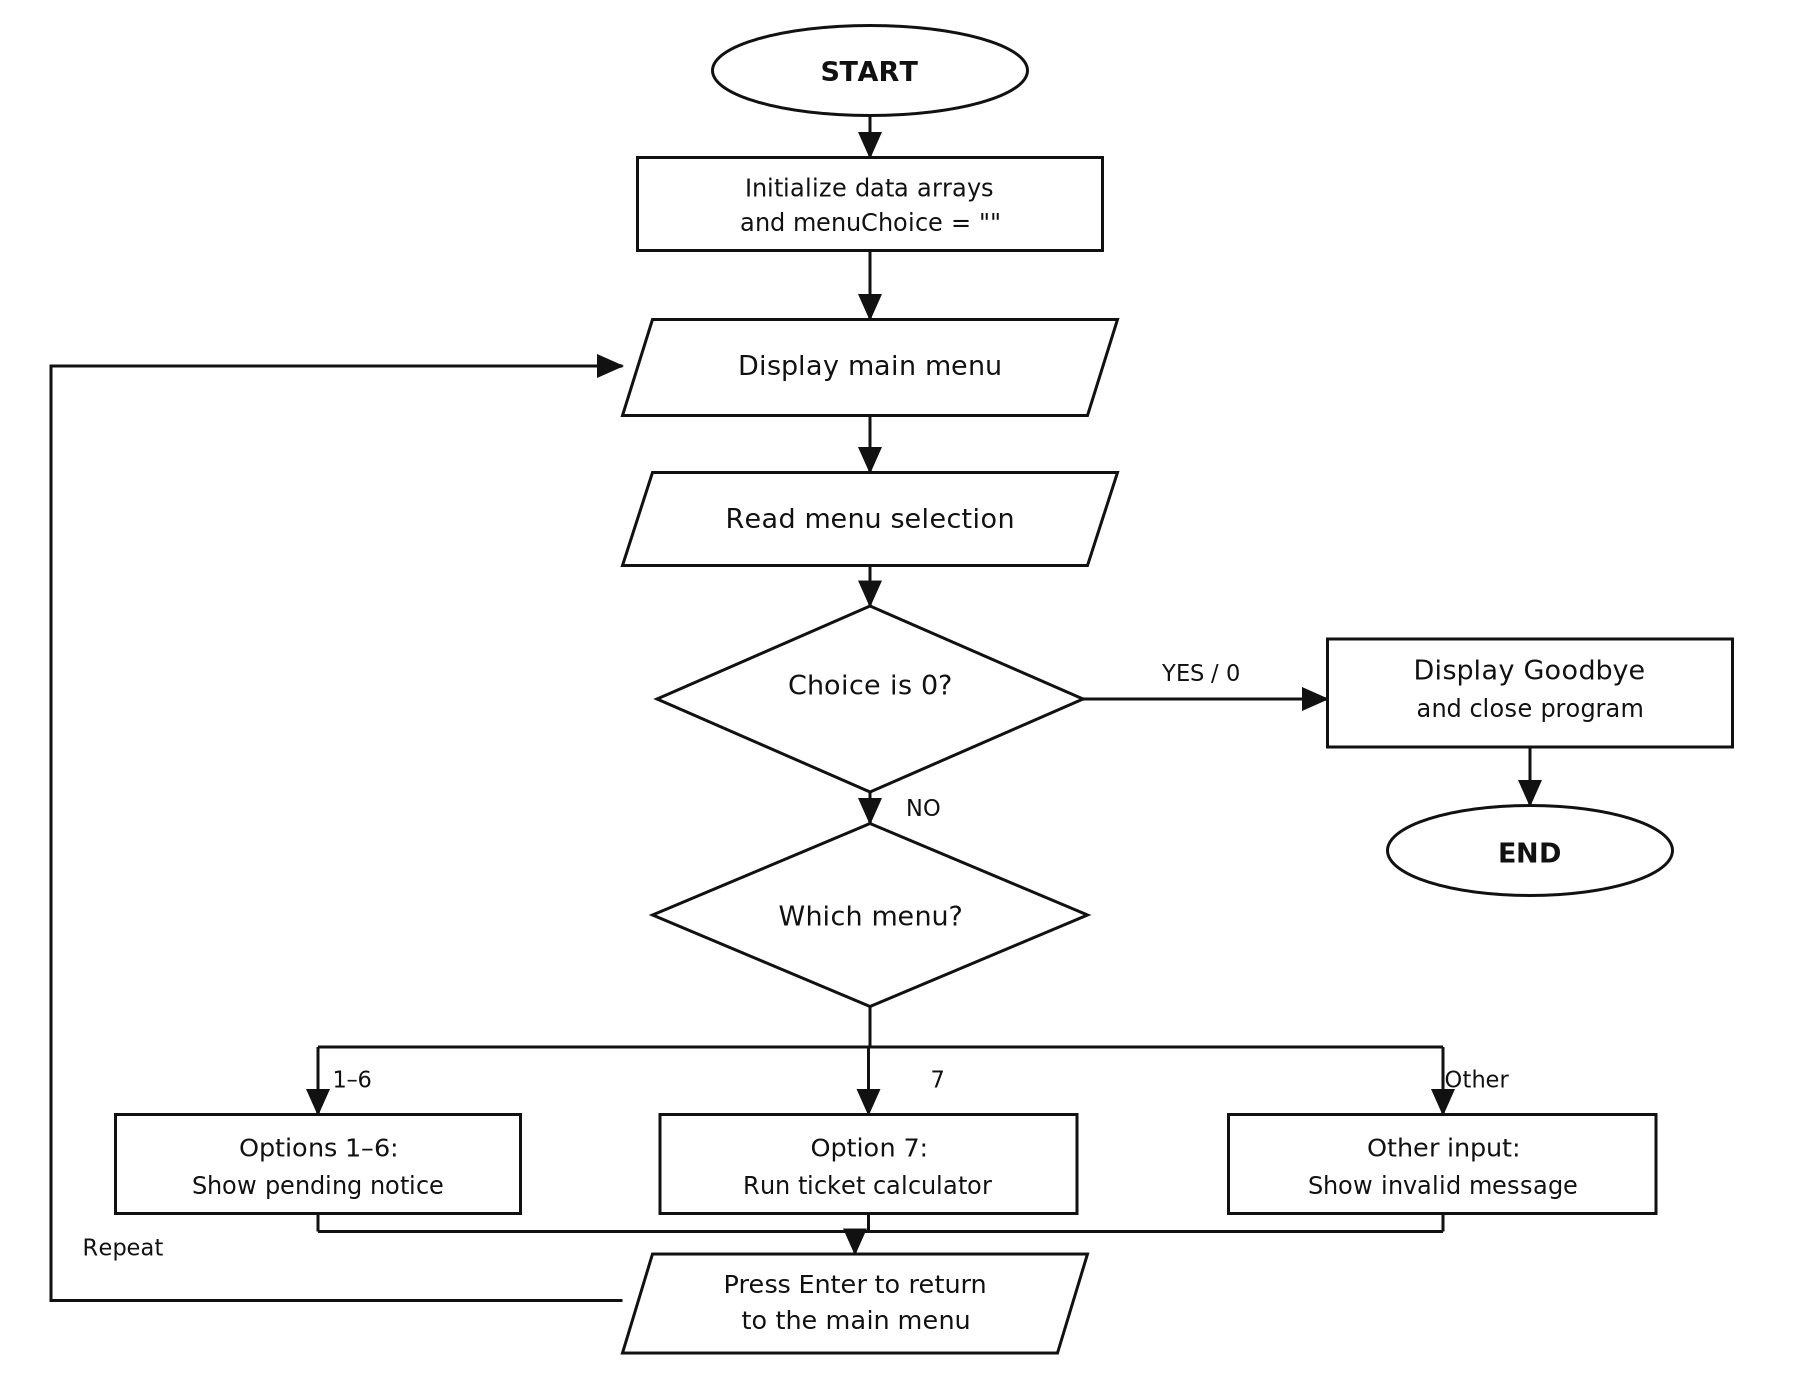 START
Initialize data arrays
and menuChoice = ""
Display main menu
Read menu selection
Choice is 0?
YES / 0
Display Goodbye
and close program
NO
END
Which menu?
1–6
7
Other
Options 1–6:
Show pending notice
Option 7:
Run ticket calculator
Other input:
Show invalid message
Repeat
Press Enter to return
to the main menu